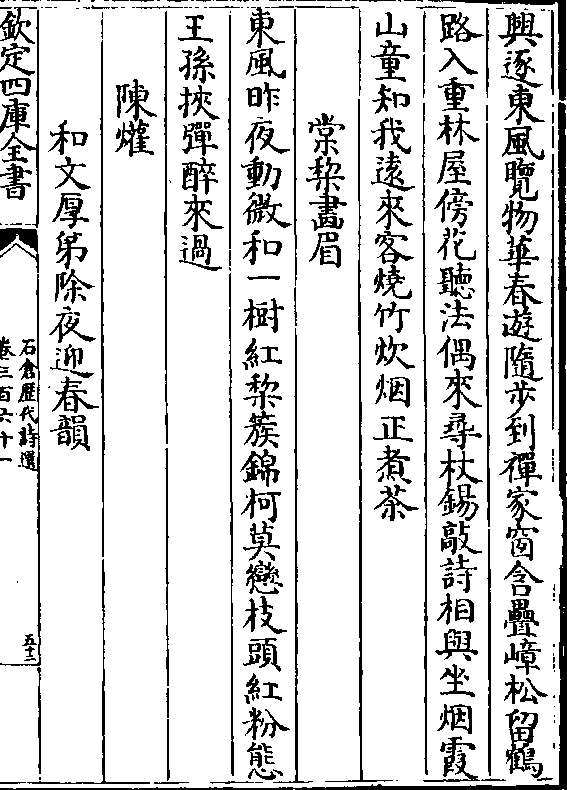 興逐東風覽物華春遊隨步到禪家窗含疊嶂松留鶴
路入重林屋傍花聽法偶來尋杖錫敲詩相與坐烟霞
山童知我遠來客燒竹炊烟正煮茶
棠棃畫眉
東風昨夜動微和一樹紅棃簇錦柯莫戀枝頭紅粉態
王孫挾彈醉來過
陳㸌
和文厚弟除夜迎春韻
欽定四庫全書
石倉歷代詩選
卷三百六十一
五十二